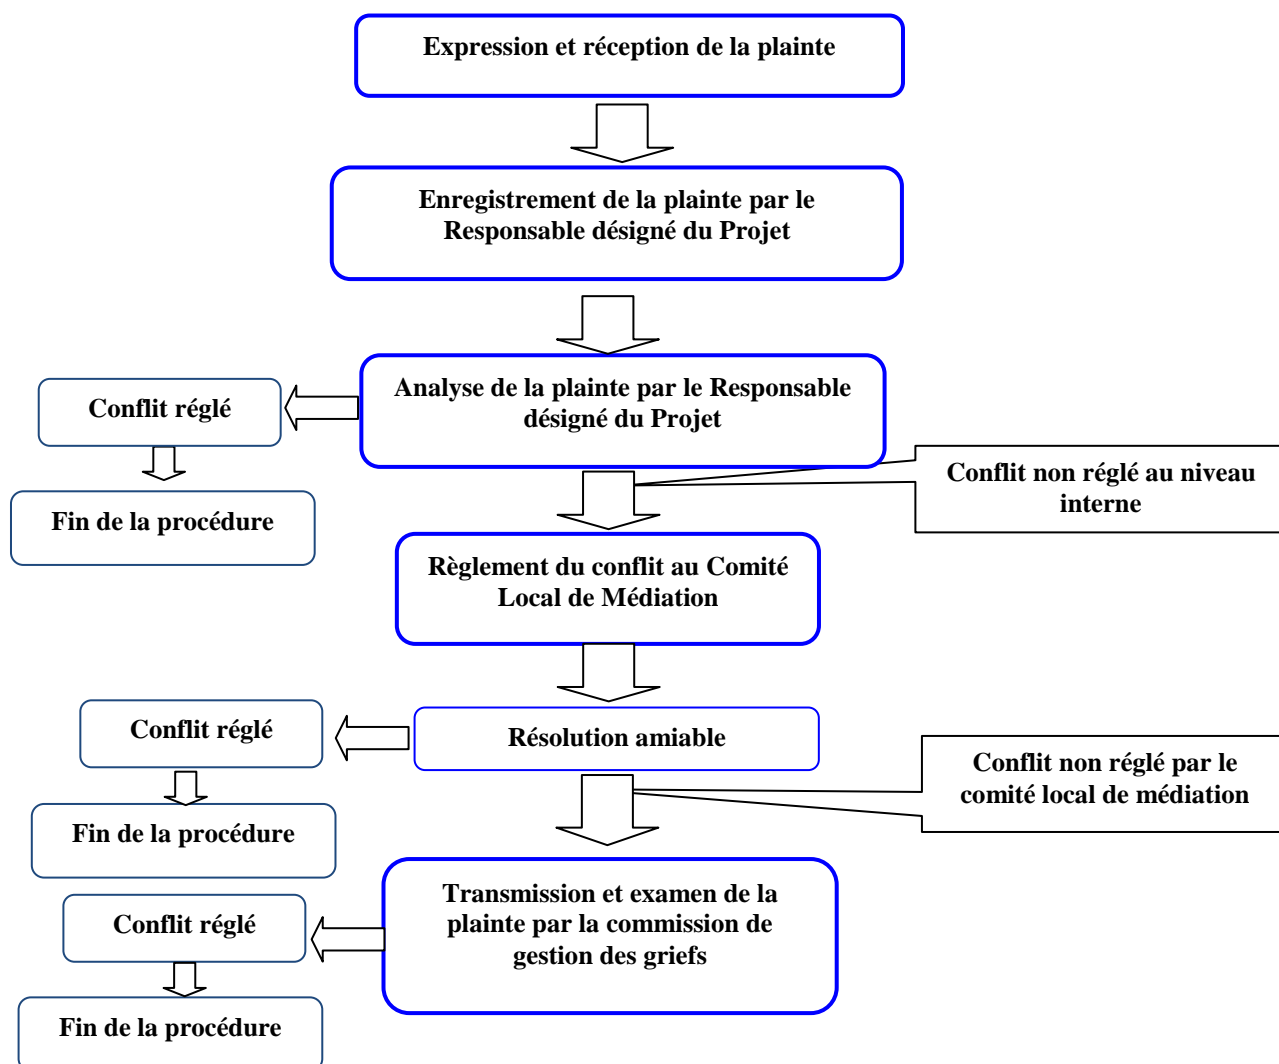 Expression et réception de la plainte
Enregistrement de la plainte par le
Responsable désigné du Projet
Analyse de la plainte par le Responsable
désigné du Projet
Conflit réglé
Fin de la procédure
Conflit non réglé au niveau
interne
Règlement du conflit au Comité
Local de Médiation
Résolution amiable
Conflit réglé
Fin de la procédure
Conflit non réglé par le
comité local de médiation
Transmission et examen de la
plainte par la commission de
gestion des griefs
Conflit réglé
Fin de la procédure